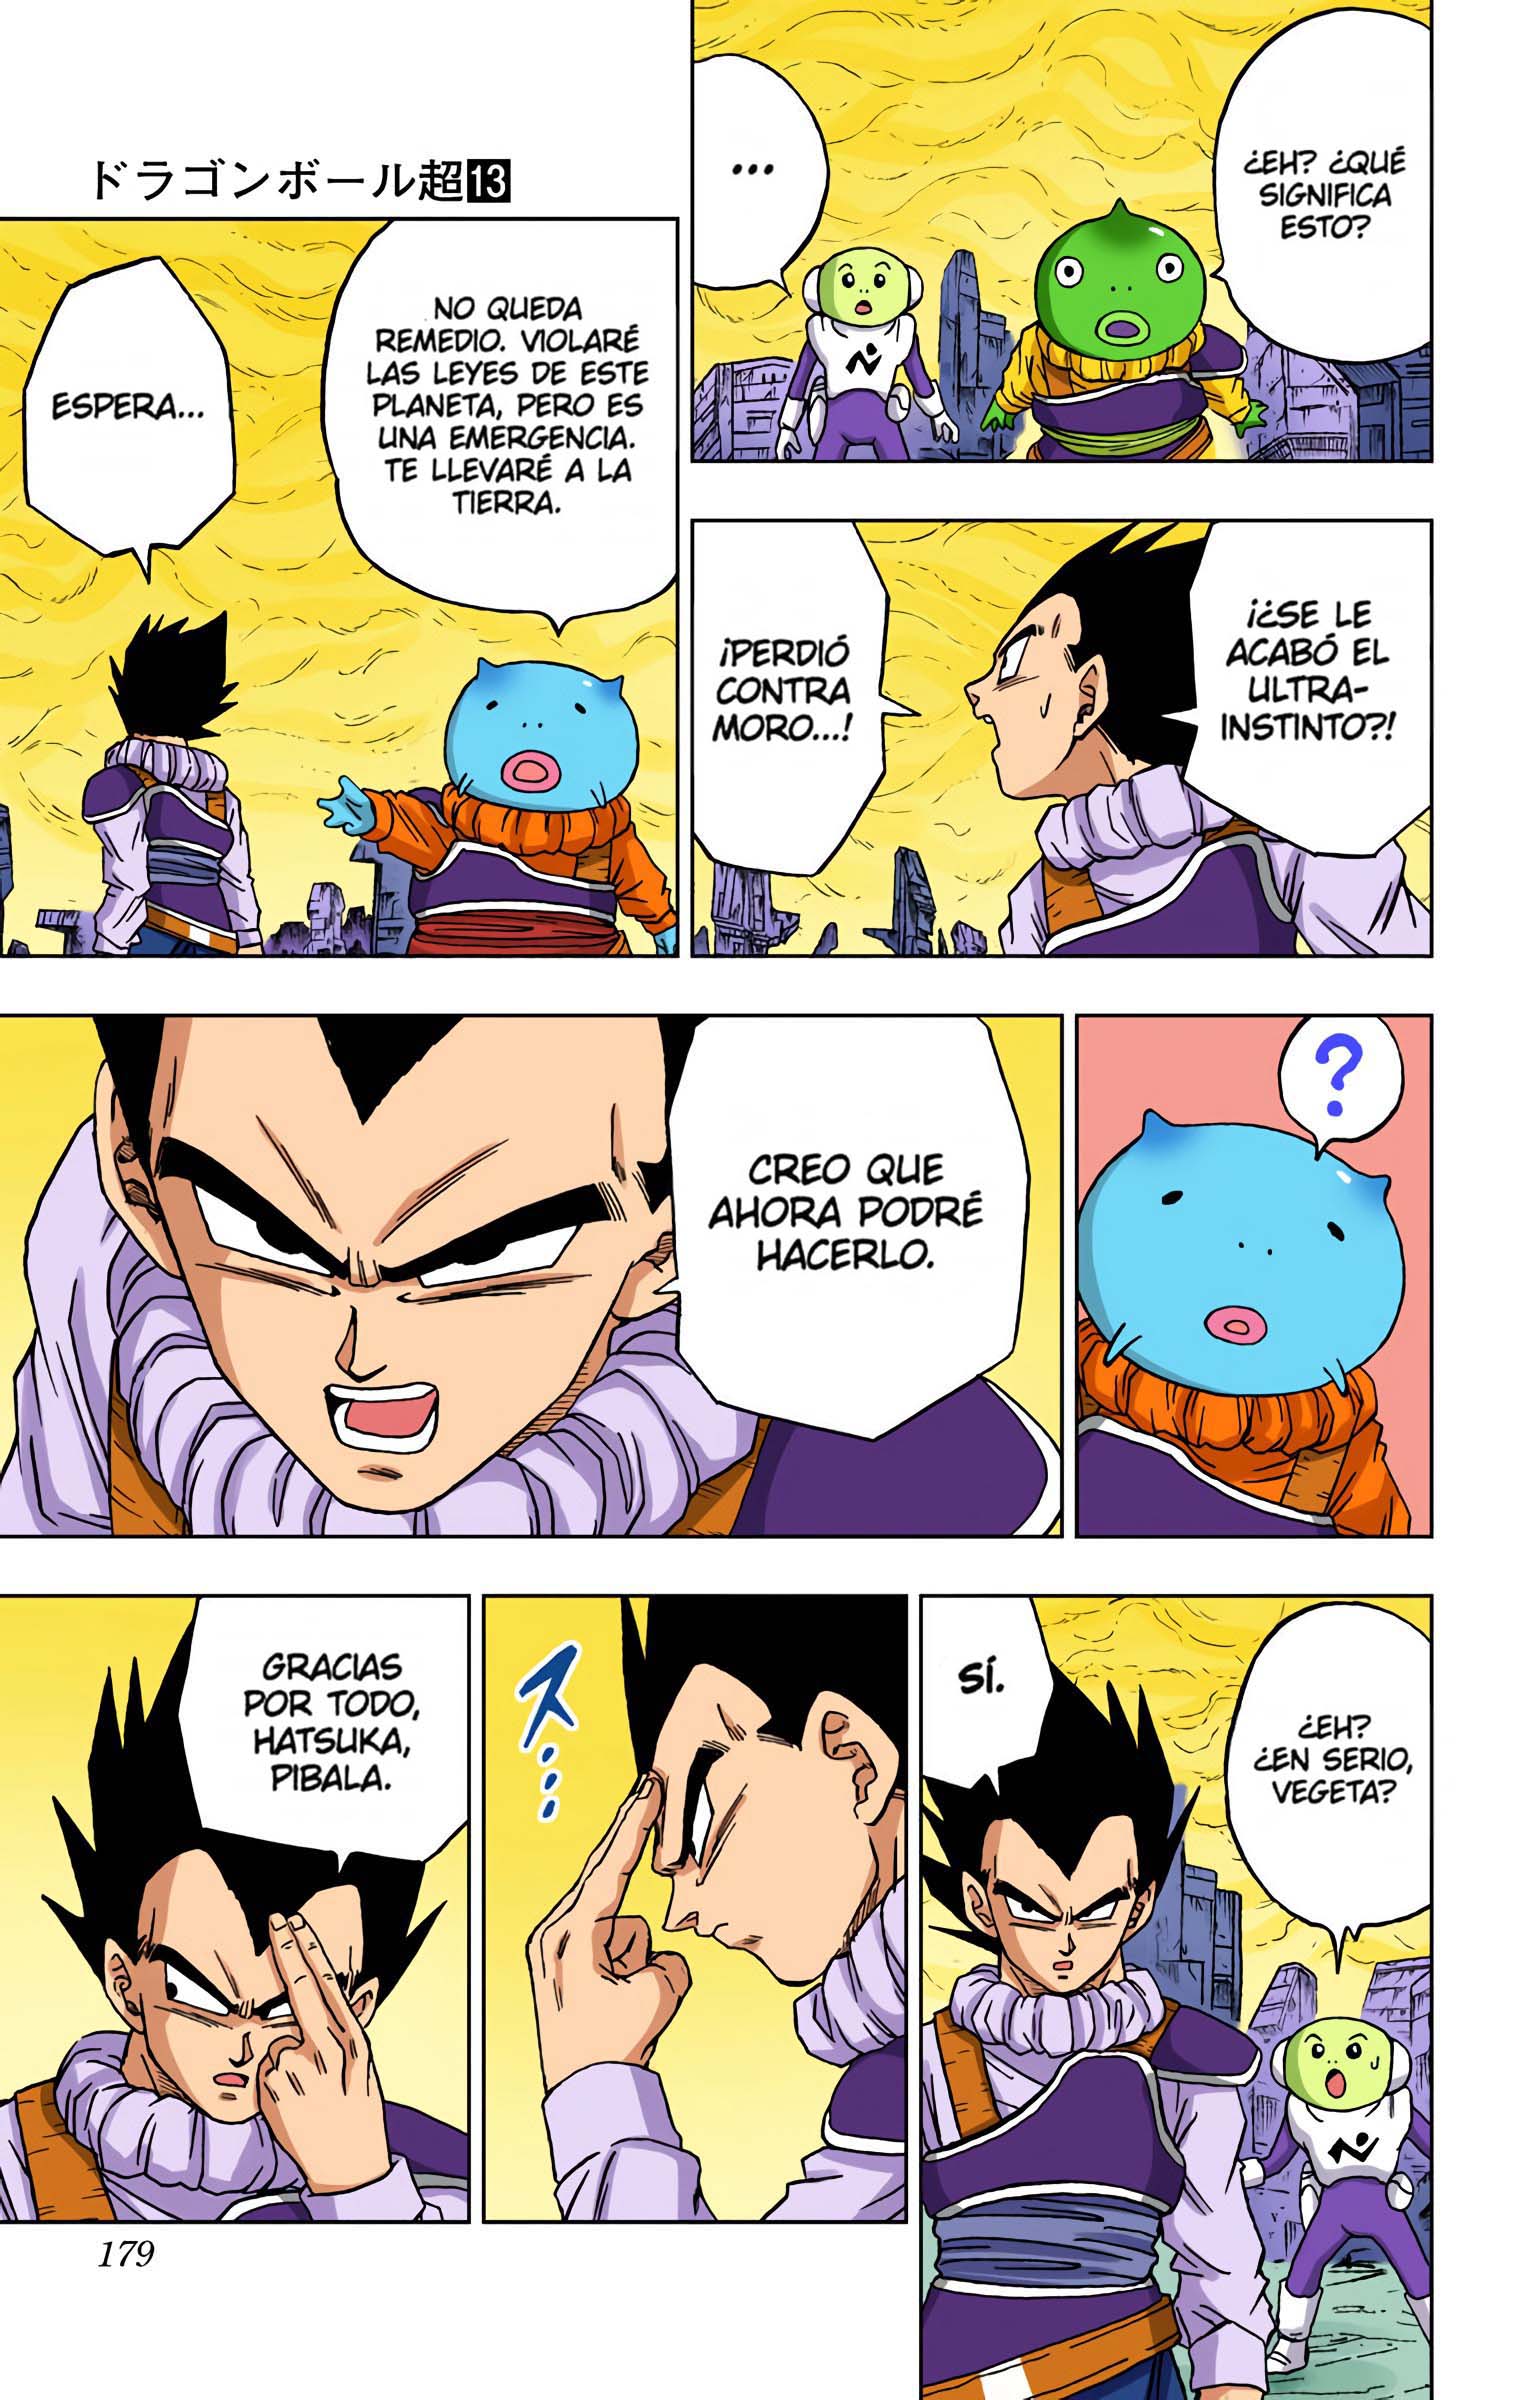 ドラゴンボール超13
¿EH? ¿QUÉ
SIGNIFICA
ESTO?
...
¡¿SE LE
ACABÓ EL
ULTRA-
INSTINTO?!
¡PERDIÓ
CONTRA
MORO...!
NO QUEDA
REMEDIO. VIOLARÉ
LAS LEYES DE ESTE
PLANETA, PERO ES
UNA EMERGENCIA.
TE LLEVARÉ A LA
TIERRA.
ESPERA...
?
CREO QUE
AHORA PODRÉ
HACERLO.
¿EH?
¿EN SERIO,
VEGETA?
SÍ.
ス...
GRACIAS
POR TODO,
HATSUKA,
PIBALA.
179